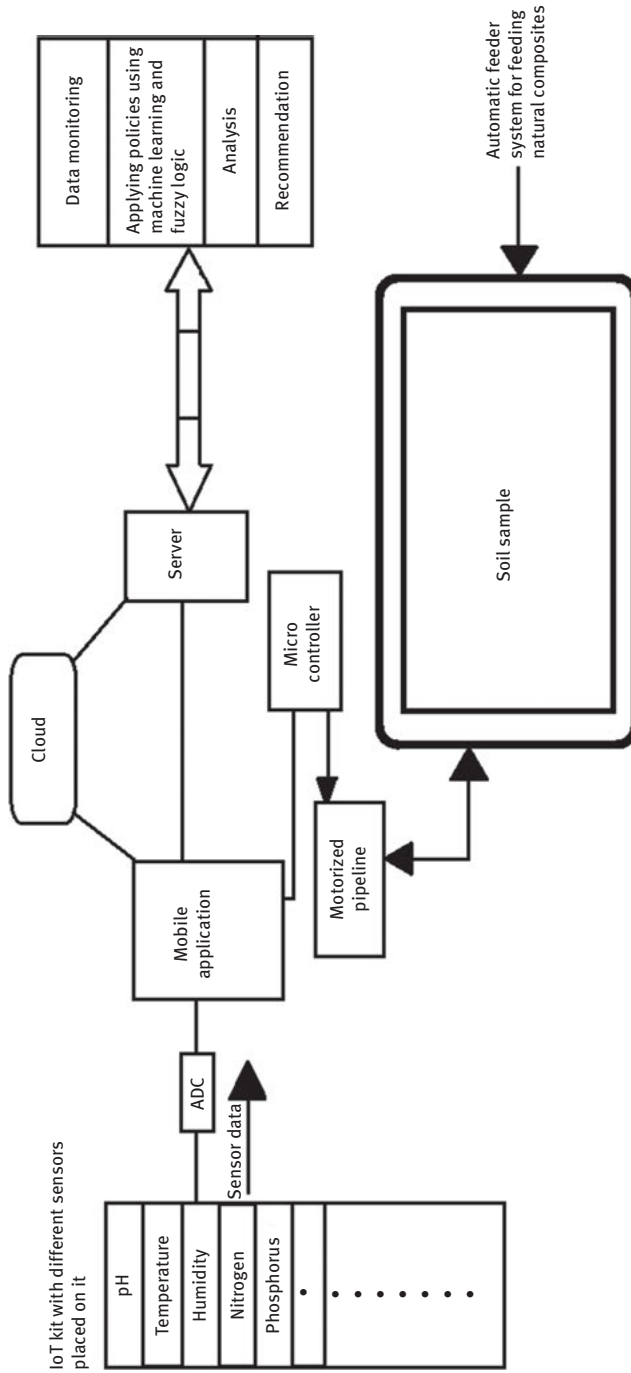 IoT kit with different sensors
placed on it
pH
Temperature
Humidity
Nitrogen
Phosphorus
Sensor data
ADC
Mobile
application
Cloud
Server
Micro
controller
Motorized
pipeline
Data monitoring
Applying policies using
machine learning and
fuzzy logic
Analysis
Recommendation
Soil sample
Automatic feeder
system for feeding
natural composites